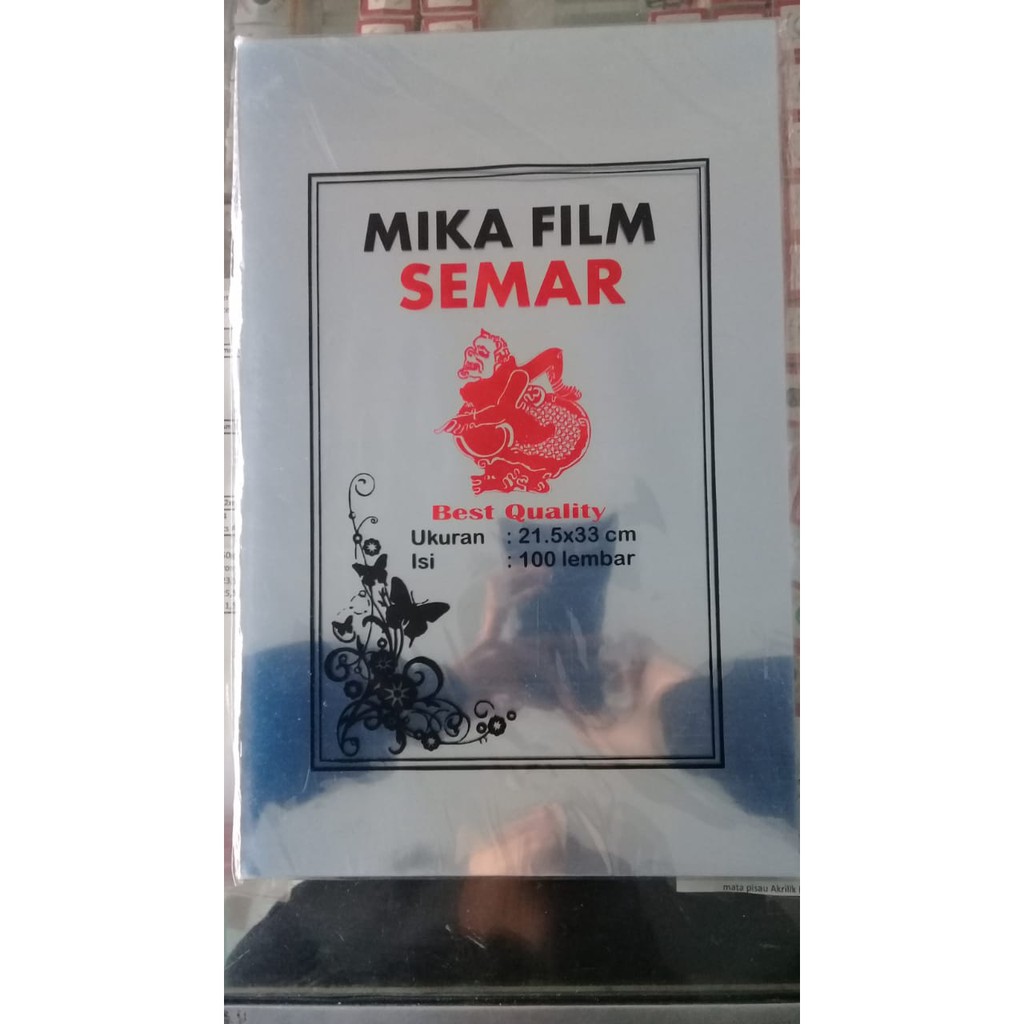 MIKA FILM
SEMAR
Best Quality
Ukuran : 21.5x33 cm
Isi : 100 lembar
mata pisau Akrilik